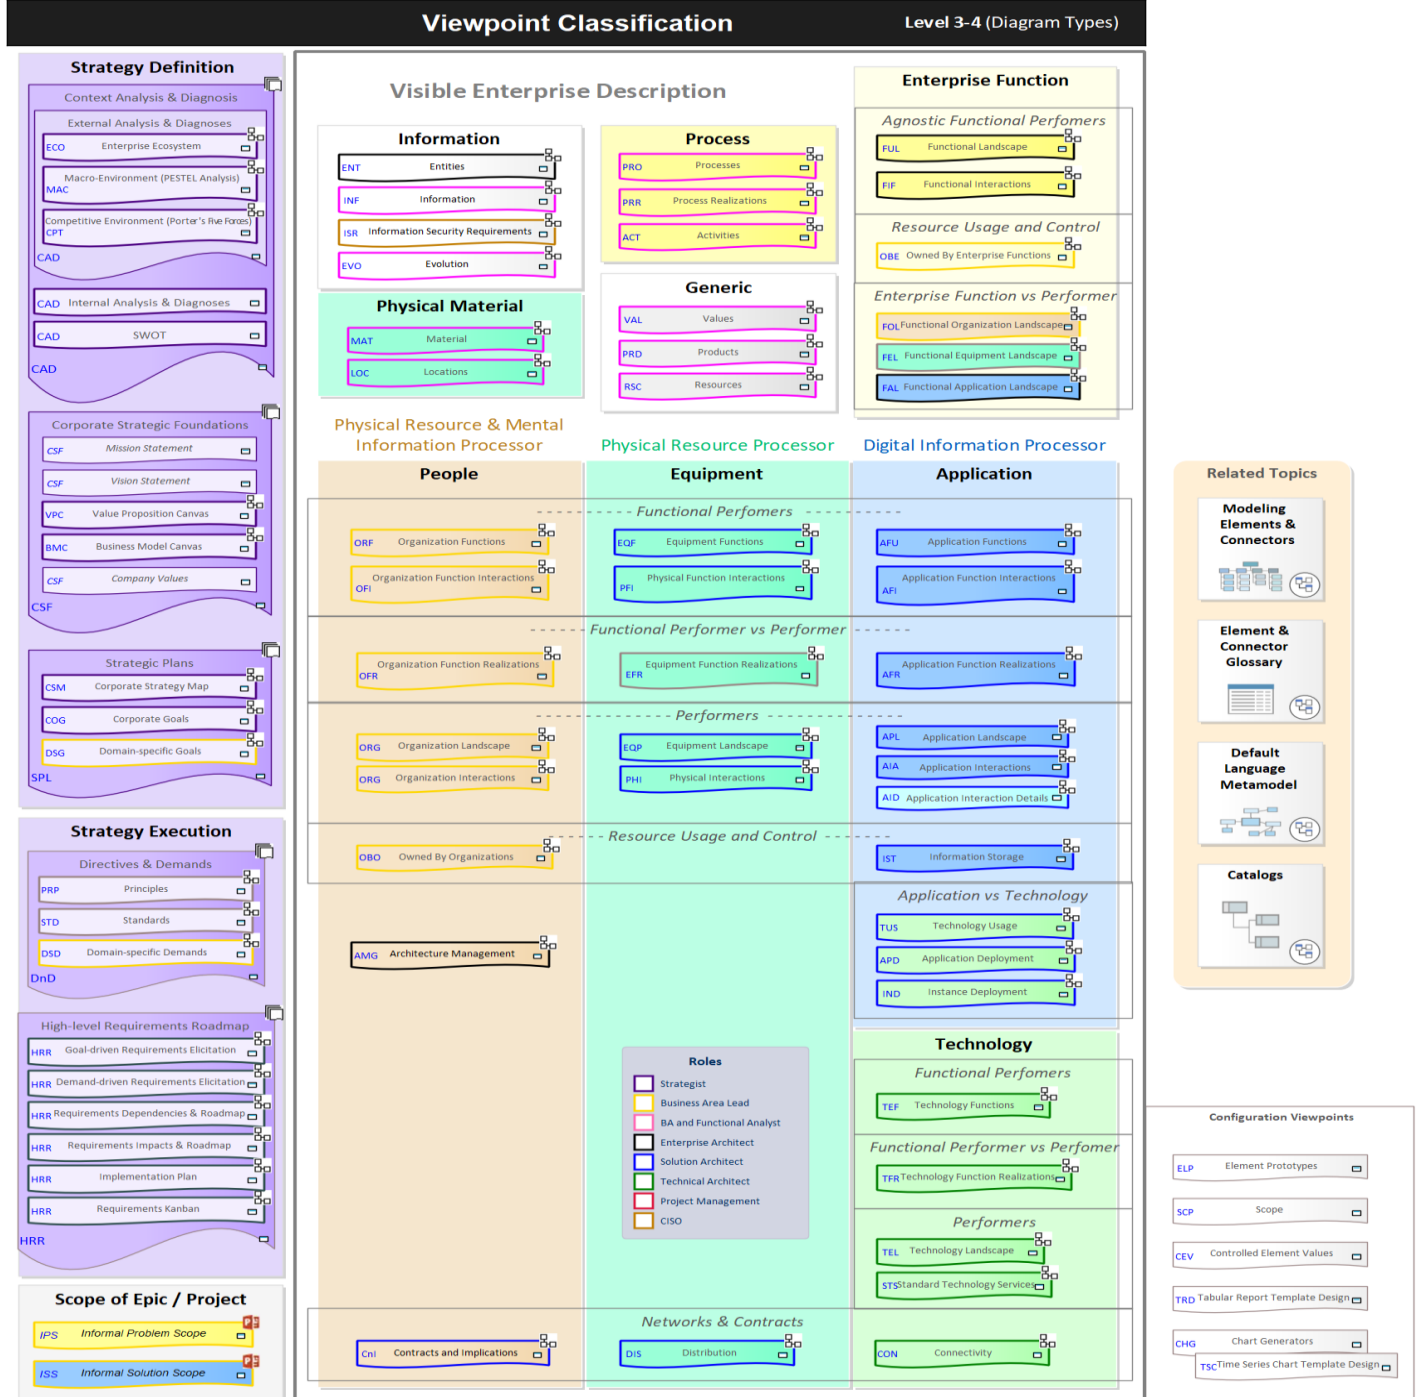 Viewpoint Classification
Level 3-4 (Diagram Types)
Strategy Definition
Context Analysis & Diagnosis
External Analysis & Diagnoses
ECO Enterprise Ecosystem
Macro-Environment (PESTEL Analysis)
MAC
Competitive Environment (Porter's Five Forces)
CPT
CAD
CAD Internal Analysis & Diagnoses
CAD SWOT
CAD
Corporate Strategic Foundations
CSF Mission Statement
CSF Vision Statement
VPC Value Proposition Canvas
BMC Business Model Canvas
CSF Company Values
CSF
Strategic Plans
CSM Corporate Strategy Map
COG Corporate Goals
DSG Domain-specific Goals
SPL
Strategy Execution
Directives & Demands
PRP Principles
STD Standards
DSD Domain-specific Demands
DnD
High-level Requirements Roadmap
HRR Goal-driven Requirements Elicitation
HRR Demand-driven Requirements Elicitation
HRR Requirements Dependencies & Roadmap
HRR Requirements Impacts & Roadmap
HRR Implementation Plan
HRR Requirements Kanban
HRR
Scope of Epic / Project
IPS Informal Problem Scope
ISS Informal Solution Scope
Visible Enterprise Description
Information
ENT Entities
INF Information
ISR Information Security Requirements
EVO Evolution
Physical Material
MAT Material
LOC Locations
Process
PRO Processes
PRR Process Realizations
ACT Activities
Generic
VAL Values
PRD Products
RSC Resources
Enterprise Function
Agnostic Functional Perfomers
FUL Functional Landscape
FIF Functional Interactions
Resource Usage and Control
OBE Owned By Enterprise Functions
Enterprise Function vs Performer
FOL Functional Organization Landscape
FEL Functional Equipment Landscape
FAL Functional Application Landscape
Physical Resource & Mental
Information Processor
Physical Resource Processor
Digital Information Processor
People
Equipment
Application
Functional Perfomers
ORF Organization Functions
EQF Equipment Functions
AFU Application Functions
Organization Function Interactions
OFI
Physical Function Interactions
PFI
Application Function Interactions
AFI
Functional Performer vs Performer
Organization Function Realizations
OFR
Equipment Function Realizations
EFR
Application Function Realizations
AFR
Performers
ORG Organization Landscape
EQP Equipment Landscape
APL Application Landscape
ORG Organization Interactions
PHI Physical Interactions
AIA Application Interactions
AID Application Interaction Details
Resource Usage and Control
OBO Owned By Organizations
IST Information Storage
Application vs Technology
TUS Technology Usage
APD Application Deployment
IND Instance Deployment
AMG Architecture Management
Roles
Strategist
Business Area Lead
BA and Functional Analyst
Enterprise Architect
Solution Architect
Technical Architect
Project Management
CISO
Technology
Functional Perfomers
TEF Technology Functions
Functional Performer vs Perfomer
TFR Technology Function Realizations
Performers
TEL Technology Landscape
STS Standard Technology Services
Networks & Contracts
CnI Contracts and Implications
DIS Distribution
CON Connectivity
Related Topics
Modeling
Elements &
Connectors
Element &
Connector
Glossary
Default
Language
Metamodel
Catalogs
Configuration Viewpoints
ELP Element Prototypes
SCP Scope
CEV Controlled Element Values
TRD Tabular Report Template Design
CHG Chart Generators
TSC Time Series Chart Template Design